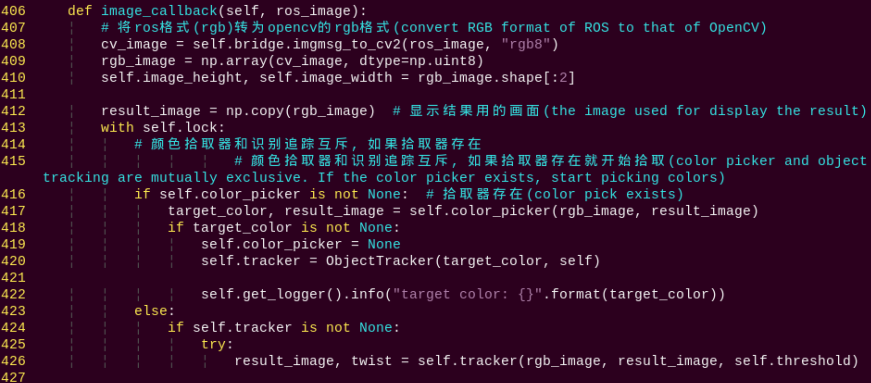 406     def image_callback(self, ros_image):
407         # 将ros格式(rgb)转为opencv的rgb格式(convert RGB format of ROS to that of OpenCV)
408         cv_image = self.bridge.imgmsg_to_cv2(ros_image, "rgb8")
409         rgb_image = np.array(cv_image, dtype=np.uint8)
410         self.image_height, self.image_width = rgb_image.shape[:2]
411
412         result_image = np.copy(rgb_image)  # 显示结果用的画面(the image used for display the result)
413         with self.lock:
414             # 颜色拾取器和识别追踪互斥, 如果拾取器存在
415                         # 颜色拾取器和识别追踪互斥, 如果拾取器存在就开始拾取(color picker and object
tracking are mutually exclusive. If the color picker exists, start picking colors)
416             if self.color_picker is not None:  # 拾取器存在(color pick exists)
417                 target_color, result_image = self.color_picker(rgb_image, result_image)
418                 if target_color is not None:
419                     self.color_picker = None
420                     self.tracker = ObjectTracker(target_color, self)
421
422                     self.get_logger().info("target color: {}".format(target_color))
423             else:
424                 if self.tracker is not None:
425                     try:
426                         result_image, twist = self.tracker(rgb_image, result_image, self.threshold)
427